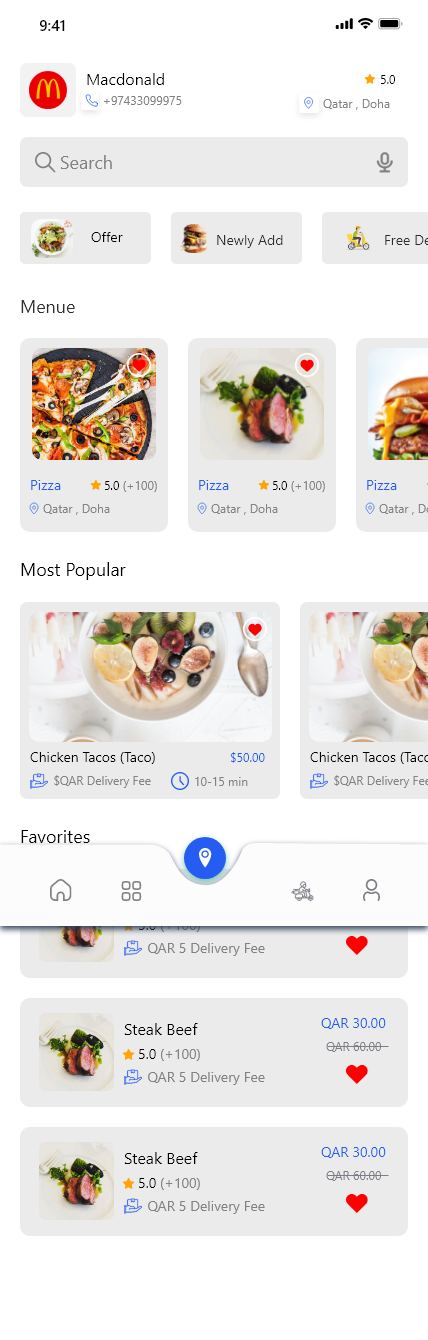 9:41
Macdonald
5.0
+97433099975
Qatar , Doha
Search
Offer
Newly Add
Free De
Menue
Pizza
5.0 (+100)
Qatar , Doha
Pizza
5.0 (+100)
Qatar , Doha
Pizza
Qatar , Do
Most Popular
Chicken Tacos (Taco)
$50.00
$QAR Delivery Fee
10-15 min
Chicken Tacos (Taco
$QAR Delivery Fee
Favorites
QAR 5 Delivery Fee
Steak Beef
QAR 30.00
5.0 (+100)
QAR 60.00
QAR 5 Delivery Fee
Steak Beef
QAR 30.00
5.0 (+100)
QAR 60.00
QAR 5 Delivery Fee